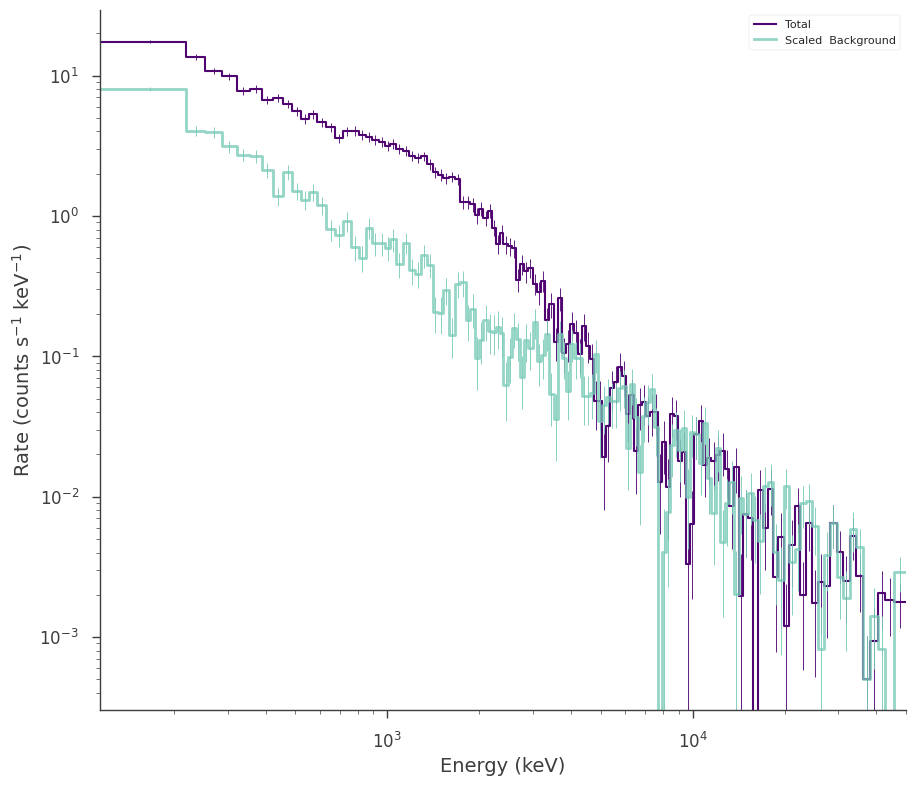 Total
Scaled  Background
10¹
10⁰
10⁻¹
10⁻²
10⁻³
Rate (counts s⁻¹ keV⁻¹)
10³
10⁴
Energy (keV)